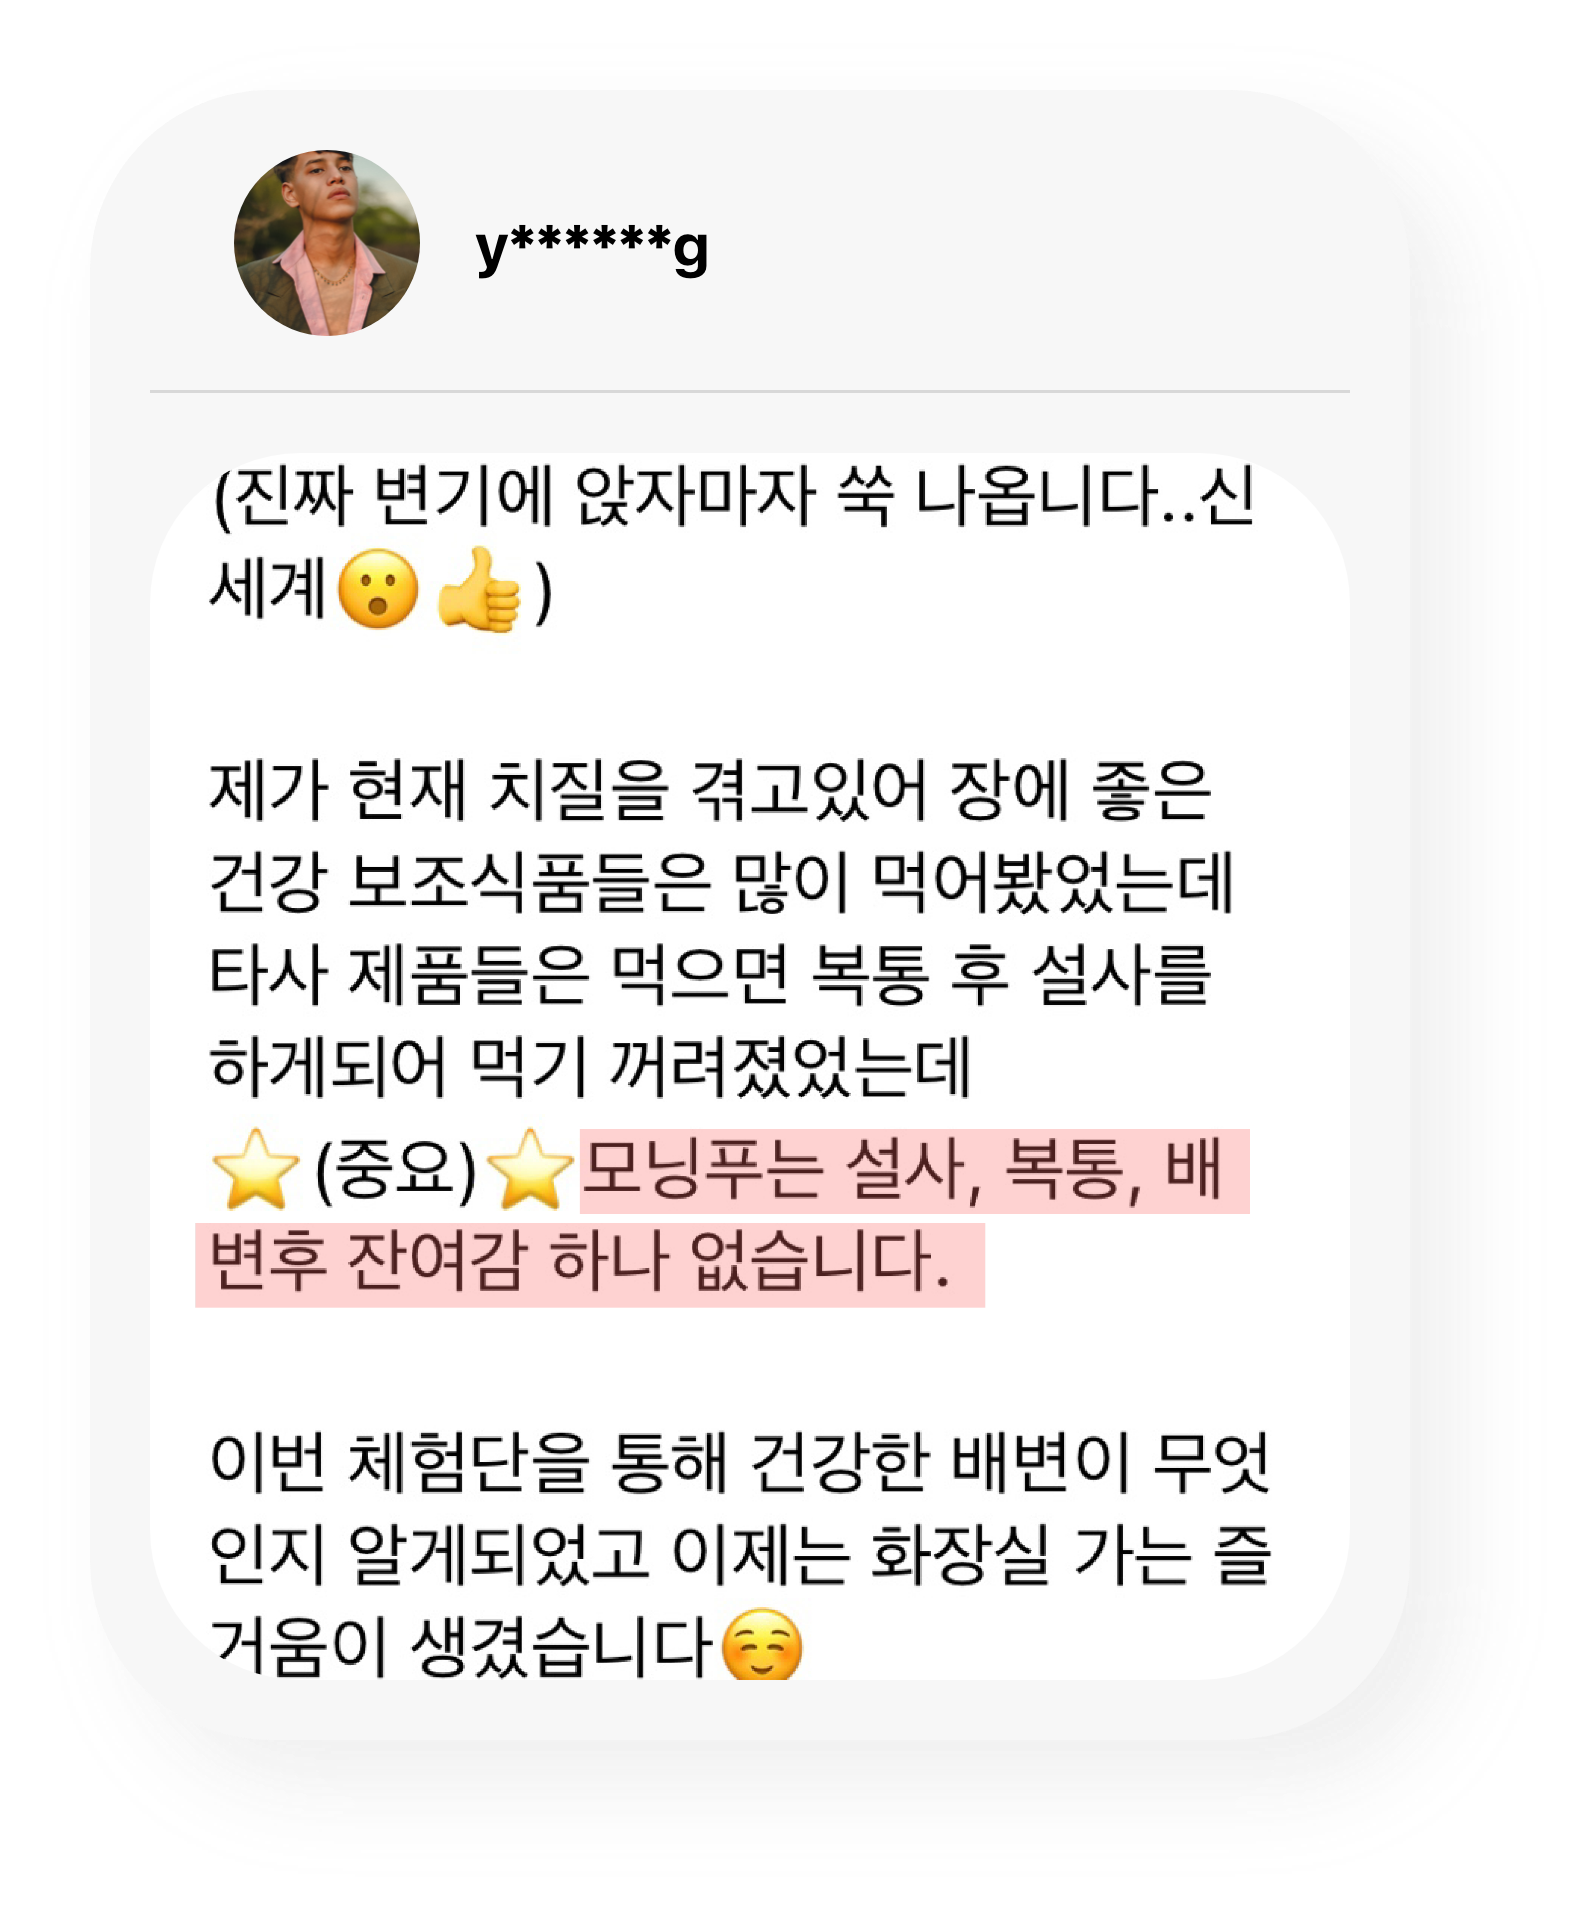 y******g
(진짜 변기에 앉자마자 쑥 나옵니다..신
세계😮👍)
제가 현재 치질을 겪고있어 장에 좋은
건강 보조식품들은 많이 먹어봤었는데
타사 제품들은 먹으면 복통 후 설사를
하게되어 먹기 꺼려졌었는데
⭐(중요)⭐모닝푸는 설사, 복통, 배
변후 잔여감 하나 없습니다.
이번 체험단을 통해 건강한 배변이 무엇
인지 알게되었고 이제는 화장실 가는 즐
거움이 생겼습니다☺️